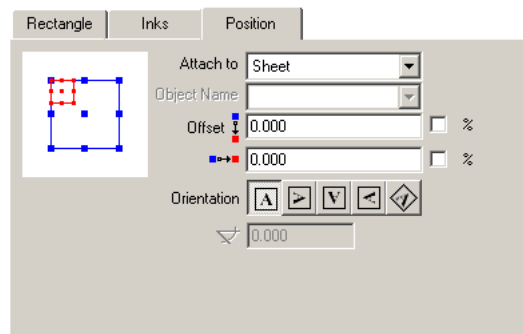 Rectangle Inks Position
Attach to Sheet
Object Name
Offset 0.000 %
0.000 %
Orientation A A A A A
0.000